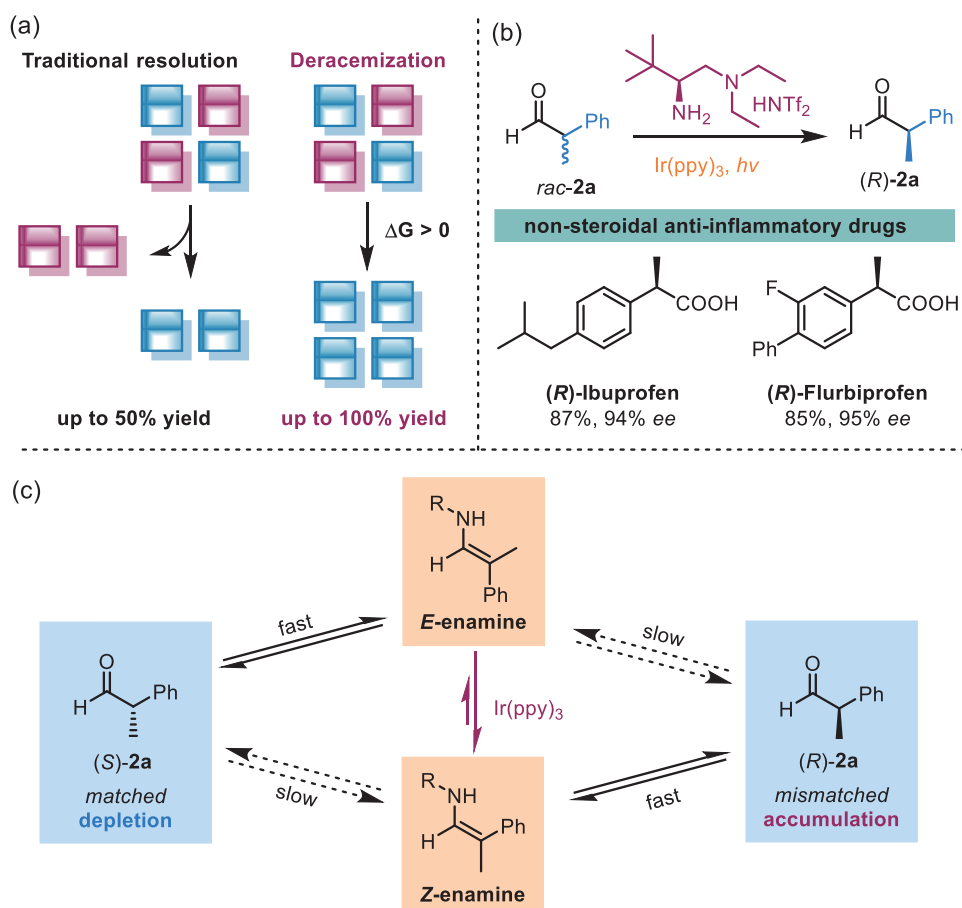 (a)
Traditional resolution
Deracemization
ΔG > 0
up to 50% yield
up to 100% yield
(b)
O
H
Ph
rac-2a
NH2
N
HNTf2
Ir(ppy)3, hν
O
H
Ph
(R)-2a
non-steroidal anti-inflammatory drugs
COOH
(R)-Ibuprofen
87%, 94% ee
F
Ph
COOH
(R)-Flurbiprofen
85%, 95% ee
(c)
R
NH
H
Ph
E-enamine
fast
slow
O
H
Ph
(S)-2a
matched
depletion
Ir(ppy)3
O
H
Ph
(R)-2a
mismatched
accumulation
slow
fast
R
NH
H
Ph
Z-enamine